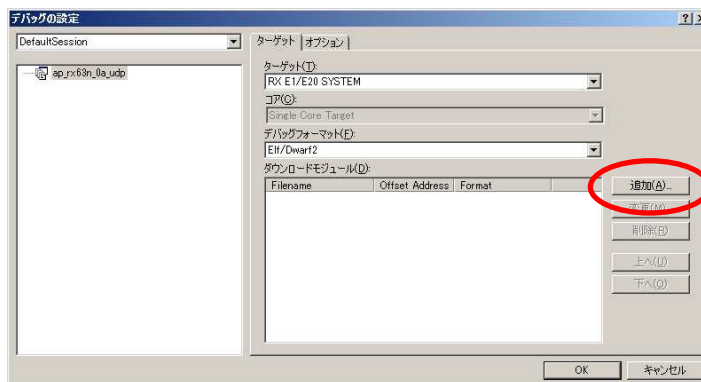 デバッグの設定
DefaultSession
ap_rx63n_0a_udp
ターゲット
オプション
ターゲット(T):
RX E1/E20 SYSTEM
コア(C):
Single Core Target
デバッグフォーマット(F):
Elf/Dwarf2
ダウンロードモジュール(D):
Filename Offset Address Format
追加(A)...
変更(M)...
削除(R)
上へ(U)
下へ(O)
OK
キャンセル